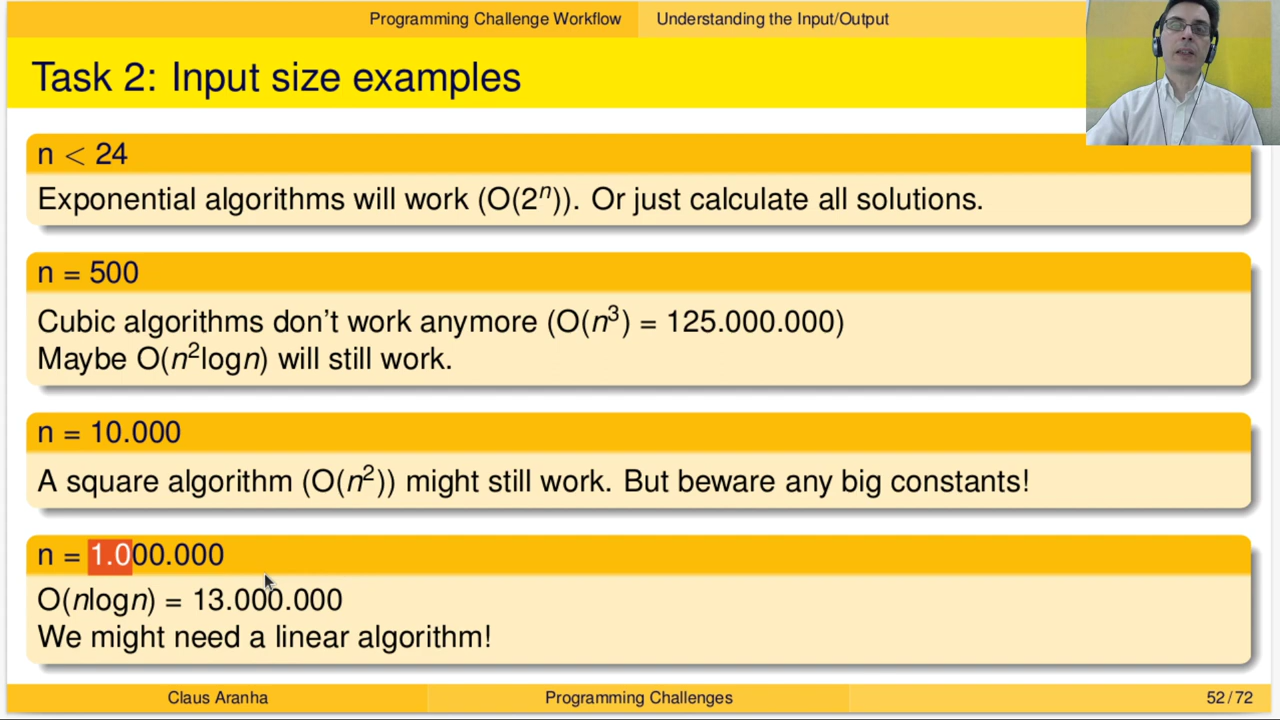 Programming Challenge Workflow Understanding the Input/Output
Task 2: Input size examples
n < 24
Exponential algorithms will work (O(2ⁿ)). Or just calculate all solutions.
n = 500
Cubic algorithms don't work anymore (O(n³) = 125.000.000)
Maybe O(n²logn) will still work.
n = 10.000
A square algorithm (O(n²)) might still work. But beware any big constants!
n = 1.000.000
O(nlogn) = 13.000.000
We might need a linear algorithm!
Claus Aranha Programming Challenges 52/72